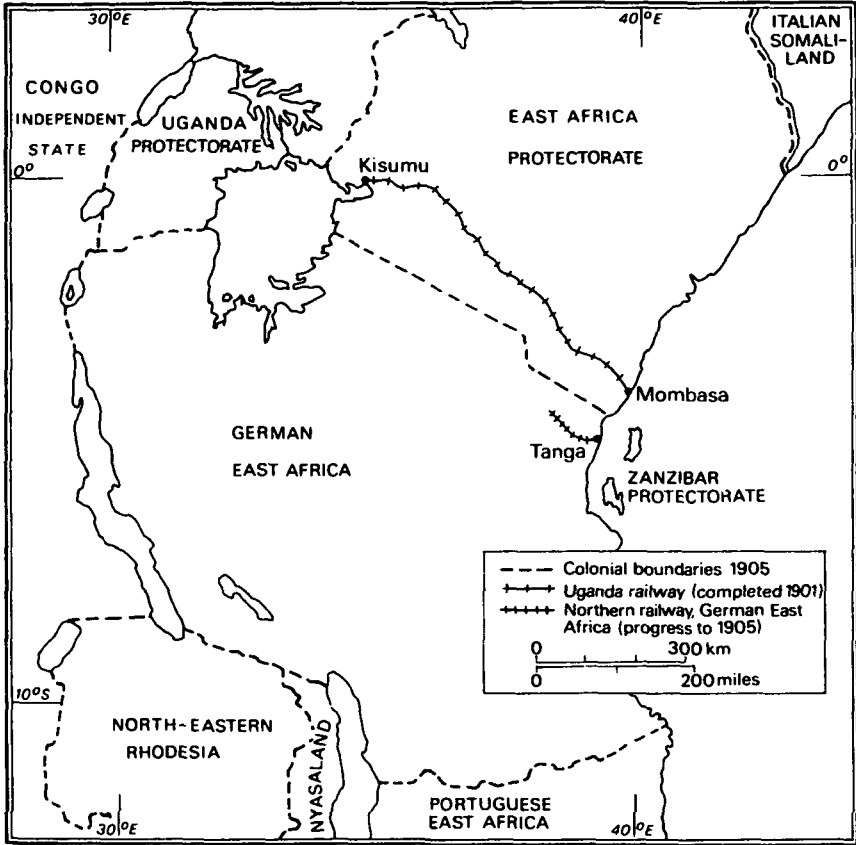 30°E
40°E
ITALIAN
SOMALI-
LAND
CONGO
INDEPENDENT
STATE
UGANDA
PROTECTORATE
EAST AFRICA
PROTECTORATE
Kisumu
0°
0°
Mombasa
GERMAN
EAST AFRICA
Tanga
ZANZIBAR
PROTECTORATE
Colonial boundaries 1905
Uganda railway (completed 1901)
Northern railway, German East
Africa (progress to 1905)
0 300 km
0 200 miles
10°S
NORTH-EASTERN
RHODESIA
NYASALAND
PORTUGUESE
EAST AFRICA
30°E
40°E